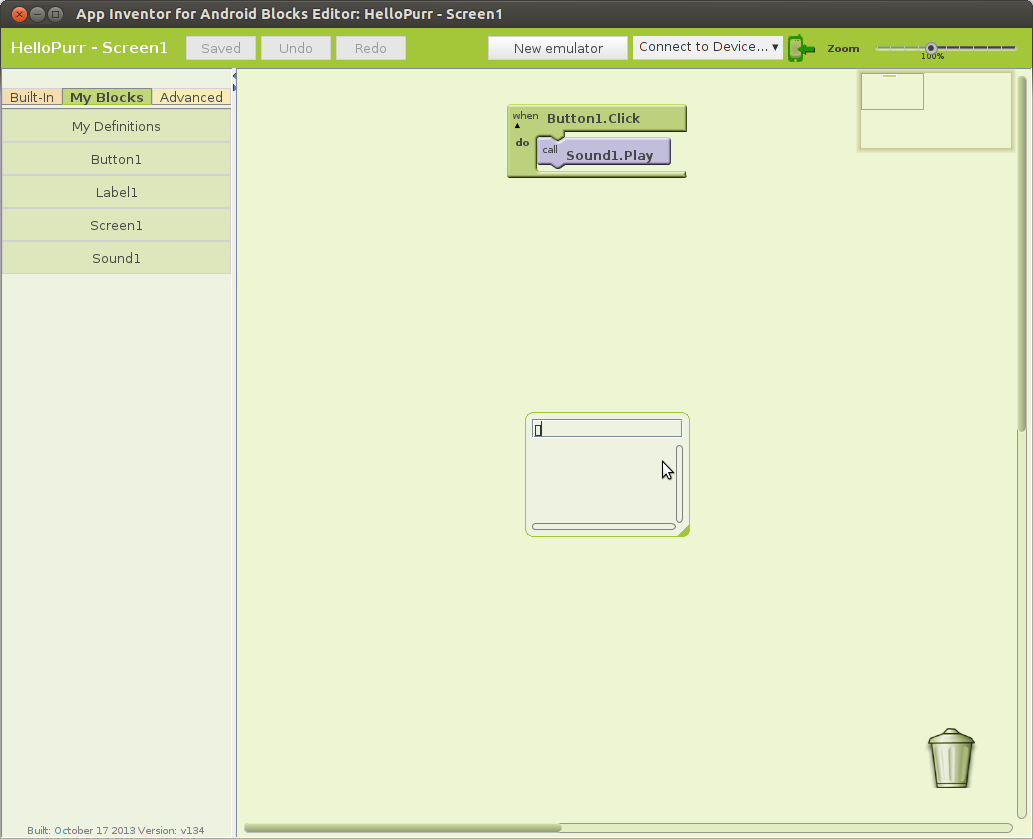 App Inventor for Android Blocks Editor: HelloPurr - Screen1
HelloPurr - Screen1 Saved Undo Redo New emulator Connect to Device... Zoom
100%
Built-In My Blocks Advanced
My Definitions
Button1
Label1
Screen1
Sound1
when Button1.Click
do call Sound1.Play
Built: October 17 2013 Version: v134